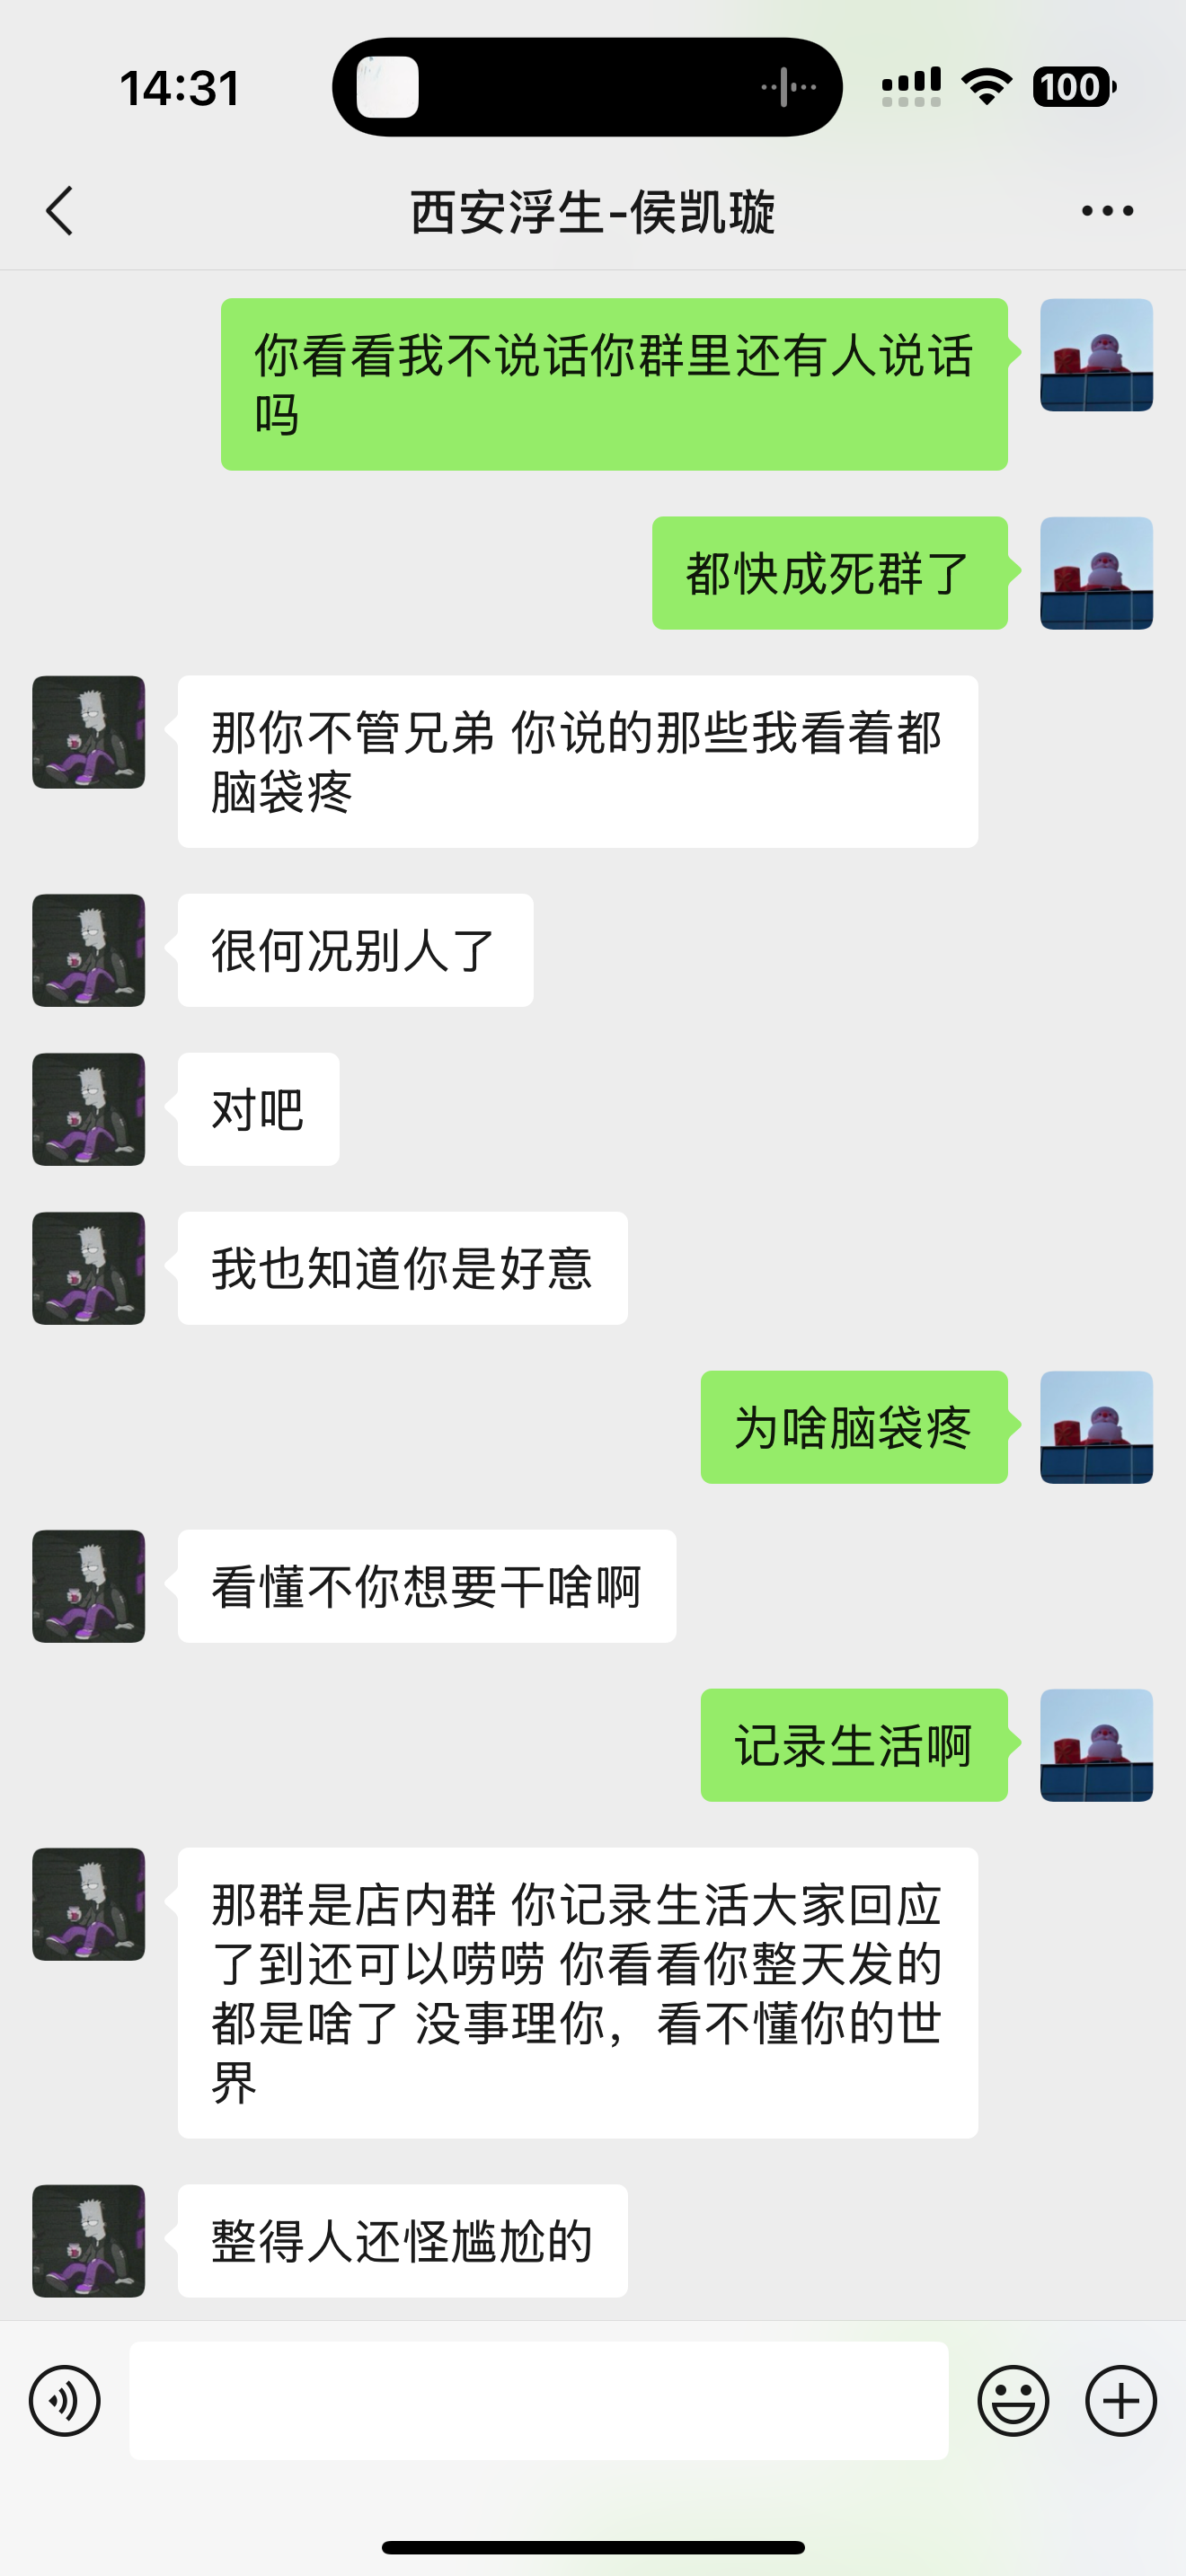 14:31
100
西安浮生-侯凯璇
你看看我不说话你群里还有人说话
吗
都快成死群了
那你不管兄弟 你说的那些我看着都
脑袋疼
很何况别人了
对吧
我也知道你是好意
为啥脑袋疼
看懂不你想要干啥啊
记录生活啊
那群是店内群 你记录生活大家回应
了到还可以唠唠 你看看你整天发的
都是啥了 没事理你，看不懂你的世
界
整得人还怪尴尬的